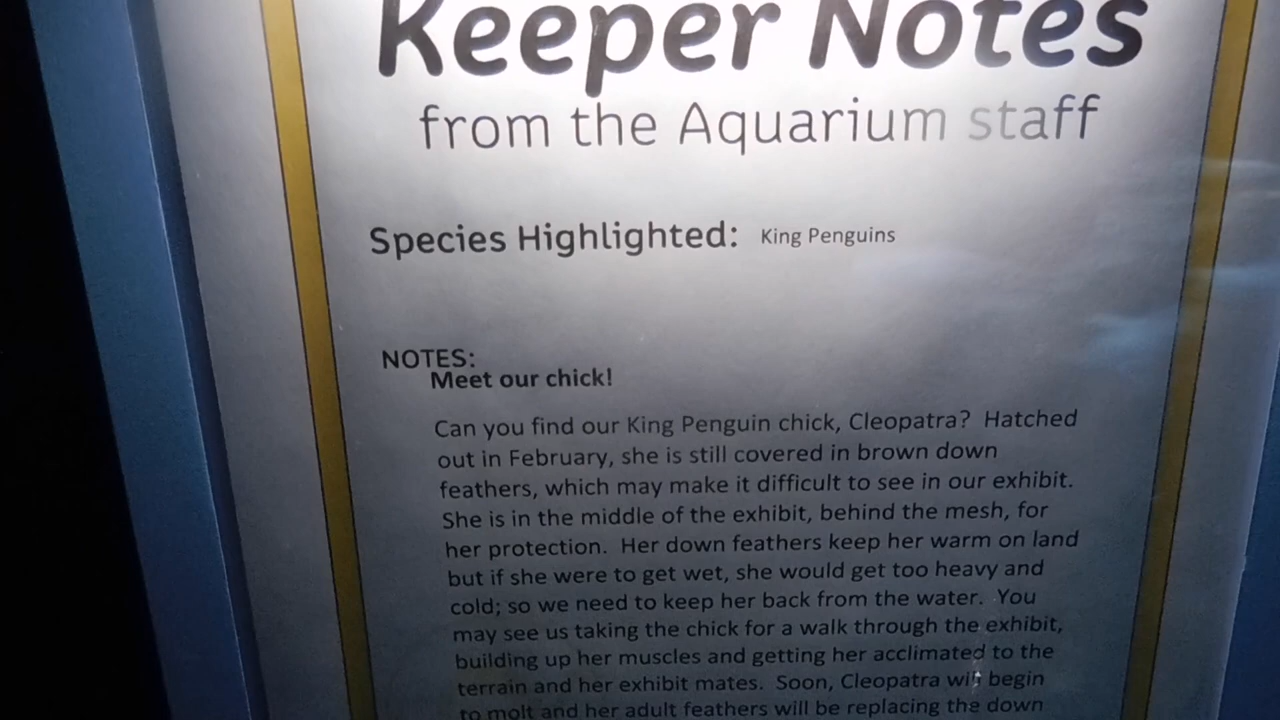 Keeper Notes
from the Aquarium staff
Species Highlighted: King Penguins
NOTES:
Meet our chick!
Can you find our King Penguin chick, Cleopatra? Hatched
out in February, she is still covered in brown down
feathers, which may make it difficult to see in our exhibit.
She is in the middle of the exhibit, behind the mesh, for
her protection. Her down feathers keep her warm on land
but if she were to get wet, she would get too heavy and
cold; so we need to keep her back from the water. You
may see us taking the chick for a walk through the exhibit,
building up her muscles and getting her acclimated to the
terrain and her exhibit mates. Soon, Cleopatra will begin
to molt and her adult feathers will be replacing the down